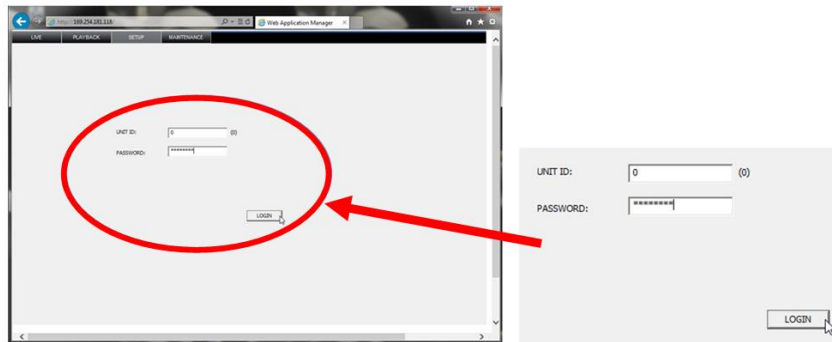 http://169.254.181.116
Web Application Manager
LIVE PLAYBACK SETUP MAINTENANCE
UNIT ID: 0 (0)
PASSWORD: ********
LOGIN
UNIT ID: 0 (0)
PASSWORD: ********
LOGIN